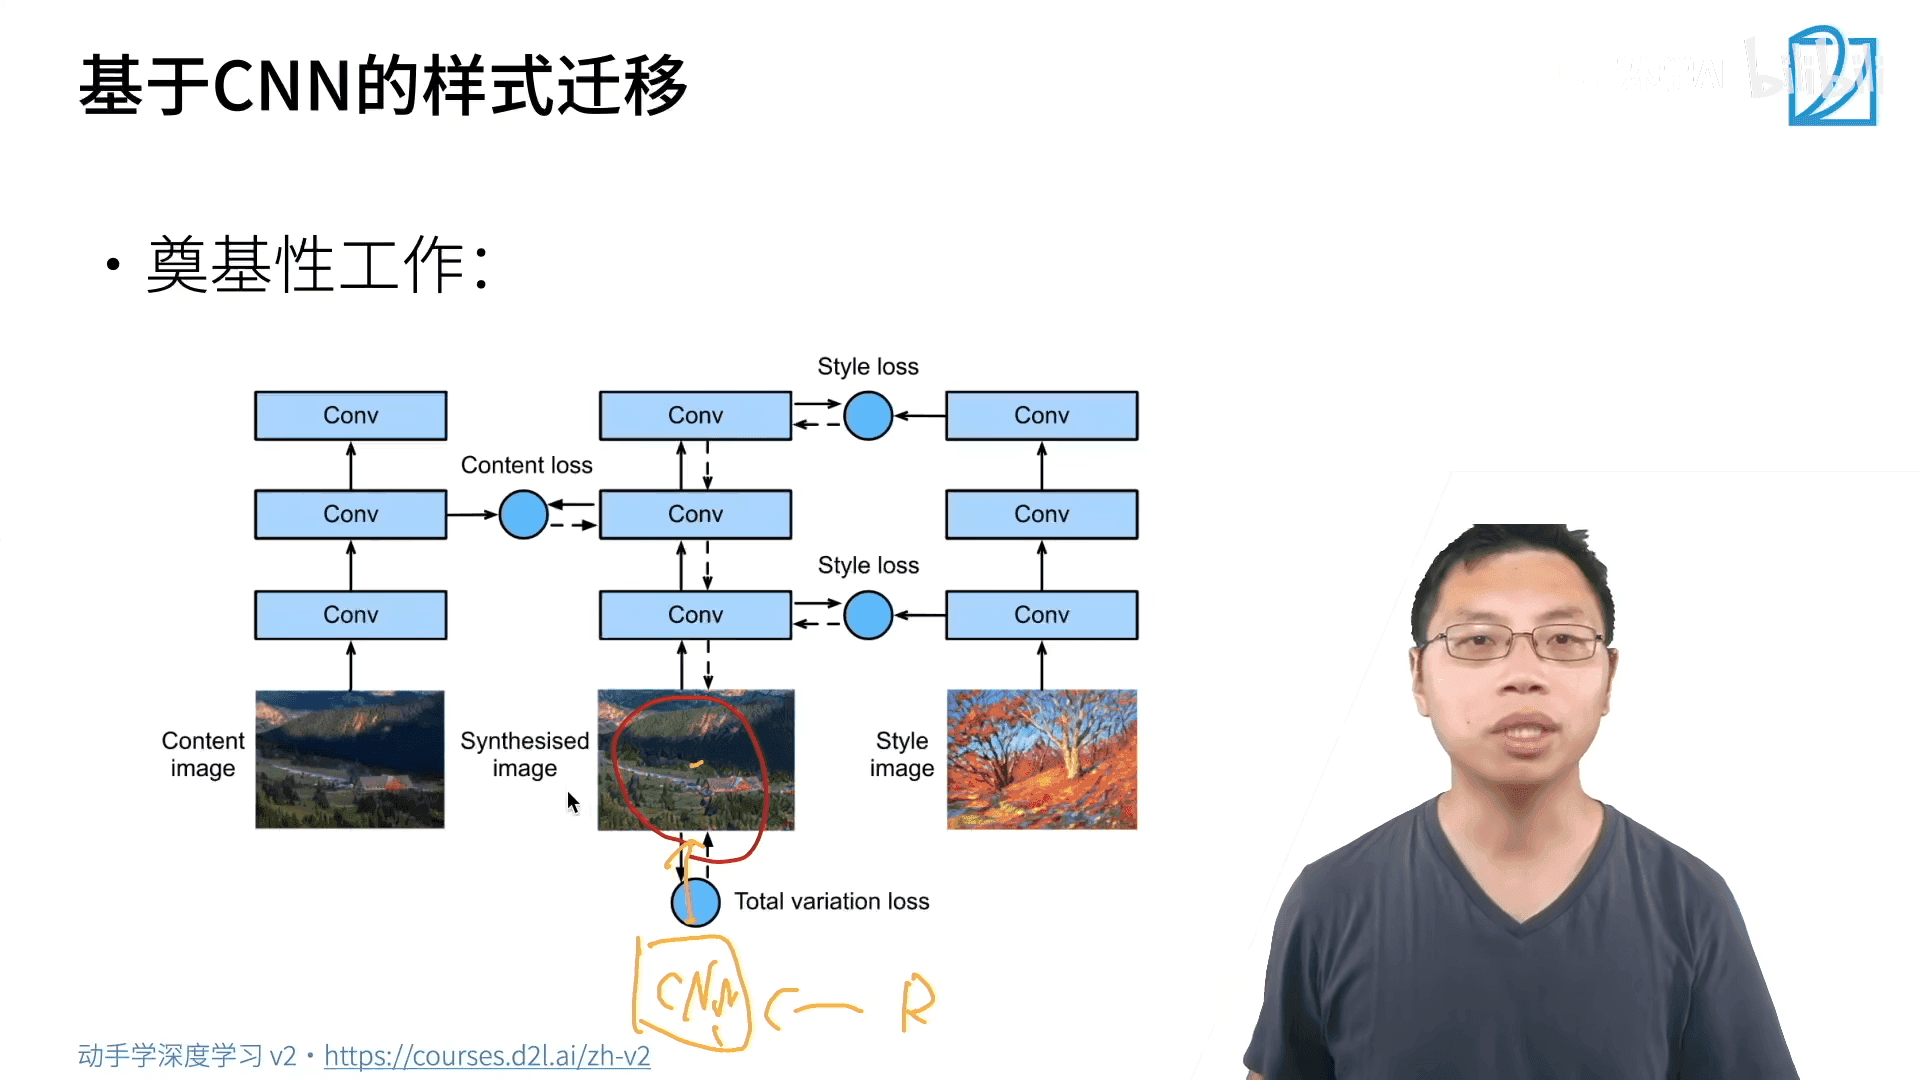 基于CNN的样式迁移
bilibili
• 奠基性工作：
Style loss
Conv
Conv
Conv
Content loss
Conv
Conv
Conv
Style loss
Conv
Conv
Conv
Content image
Synthesised image
Style image
Total variation loss
CNN
R
动手学深度学习 v2 • https://courses.d2l.ai/zh-v2